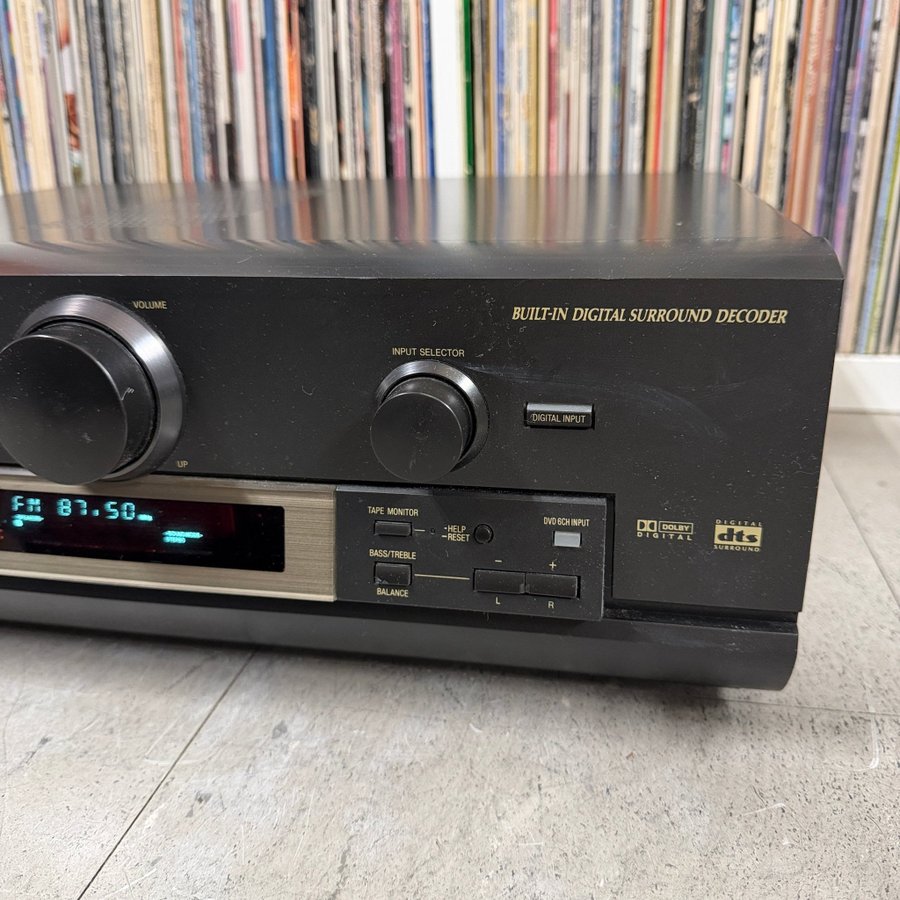 VOLUME
BUILT-IN DIGITAL SURROUND DECODER
INPUT SELECTOR
DIGITAL INPUT
UP
FM 87.50
TAPE MONITOR
-HELP
-RESET
DVD 6CH INPUT
BASS/TREBLE
BALANCE
- +
L R
DOLBY
DIGITAL
DIGITAL
dts
SURROUND